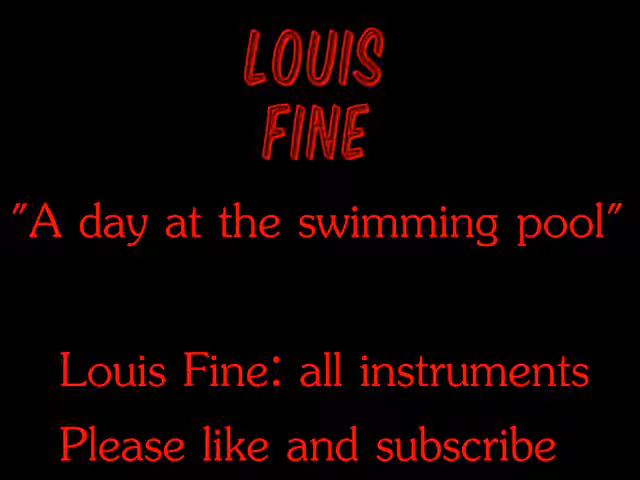 LOUIS
FINE
"A day at the swimming pool"
Louis Fine: all instruments
Please like and subscribe